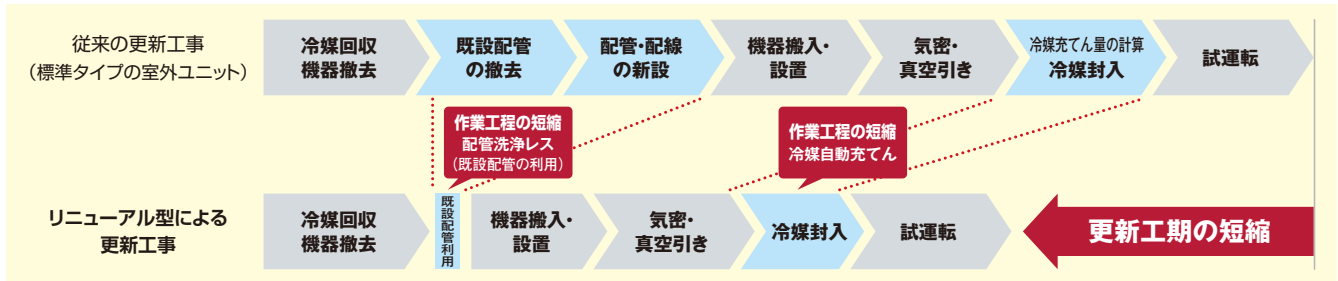 従来の更新工事
(標準タイプの室外ユニット)
冷媒回収
機器撤去
既設配管
の撤去
配管・配線
の新設
機器搬入・
設置
気密・
真空引き
冷媒充てん量の計算
冷媒封入
試運転
作業工程の短縮
配管洗浄レス
(既設配管の利用)
作業工程の短縮
冷媒自動充てん
リニューアル型による
更新工事
冷媒回収
機器撤去
既設配管利用
機器搬入・
設置
気密・
真空引き
冷媒封入
試運転
更新工期の短縮